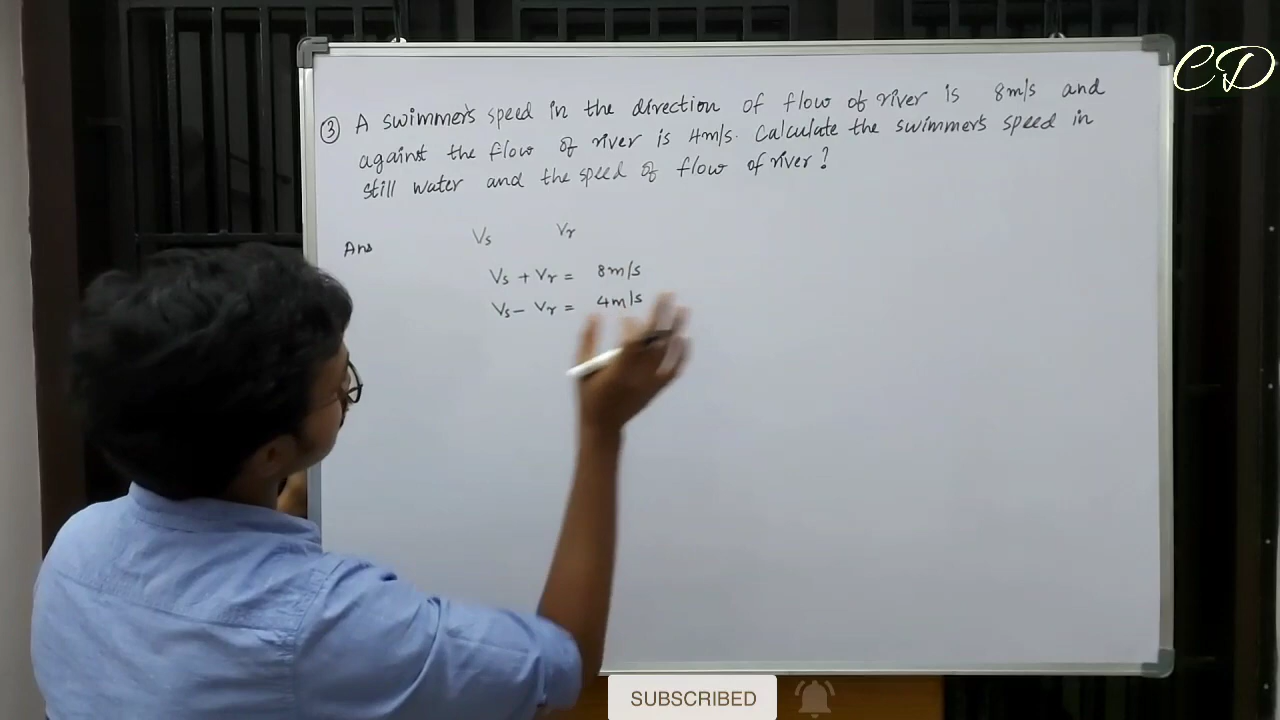 CD
③ A swimmer's speed in the direction of flow of river is 8m/s and
against the flow of river is 4m/s. Calculate the swimmer's speed in
still water and the speed of flow of river?
Ans
Vs Vr
Vs + Vr = 8m/s
Vs - Vr = 4m/s
SUBSCRIBED